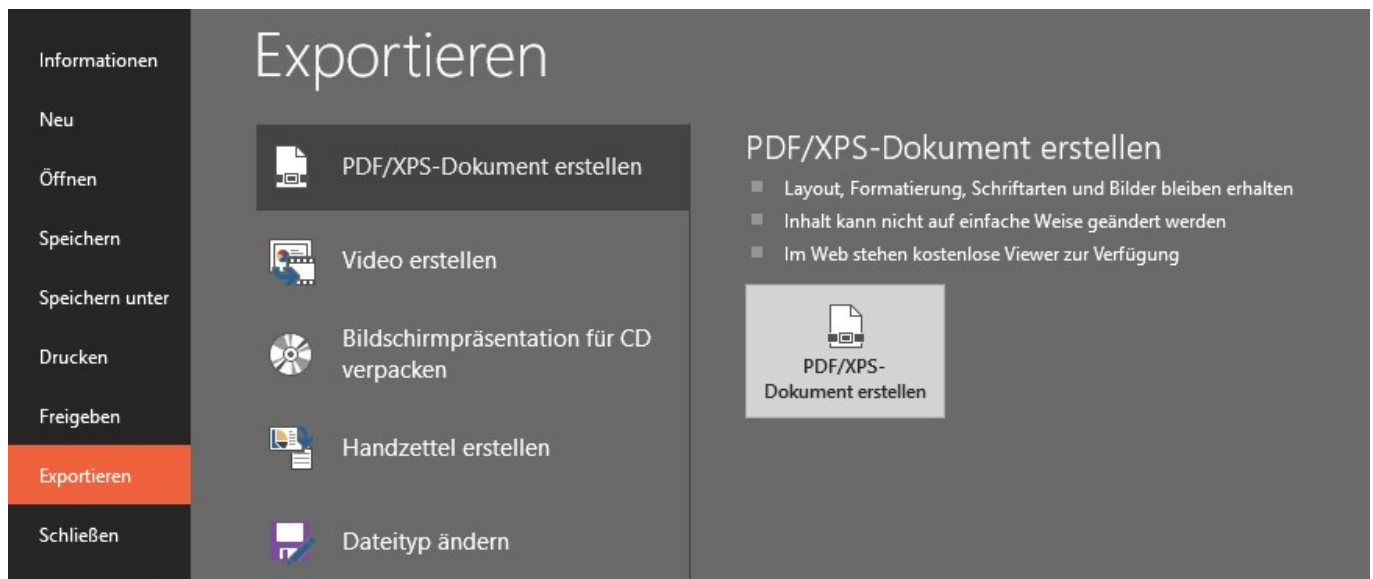 Informationen
Neu
Öffnen
Speichern
Speichern unter
Drucken
Freigeben
Exportieren
Schließen
Exportieren
PDF/XPS-Dokument erstellen
Video erstellen
Bildschirmpräsentation für CD
verpacken
Handzettel erstellen
Dateityp ändern
PDF/XPS-Dokument erstellen
Layout, Formatierung, Schriftarten und Bilder bleiben erhalten
Inhalt kann nicht auf einfache Weise geändert werden
Im Web stehen kostenlose Viewer zur Verfügung
PDF/XPS-
Dokument erstellen